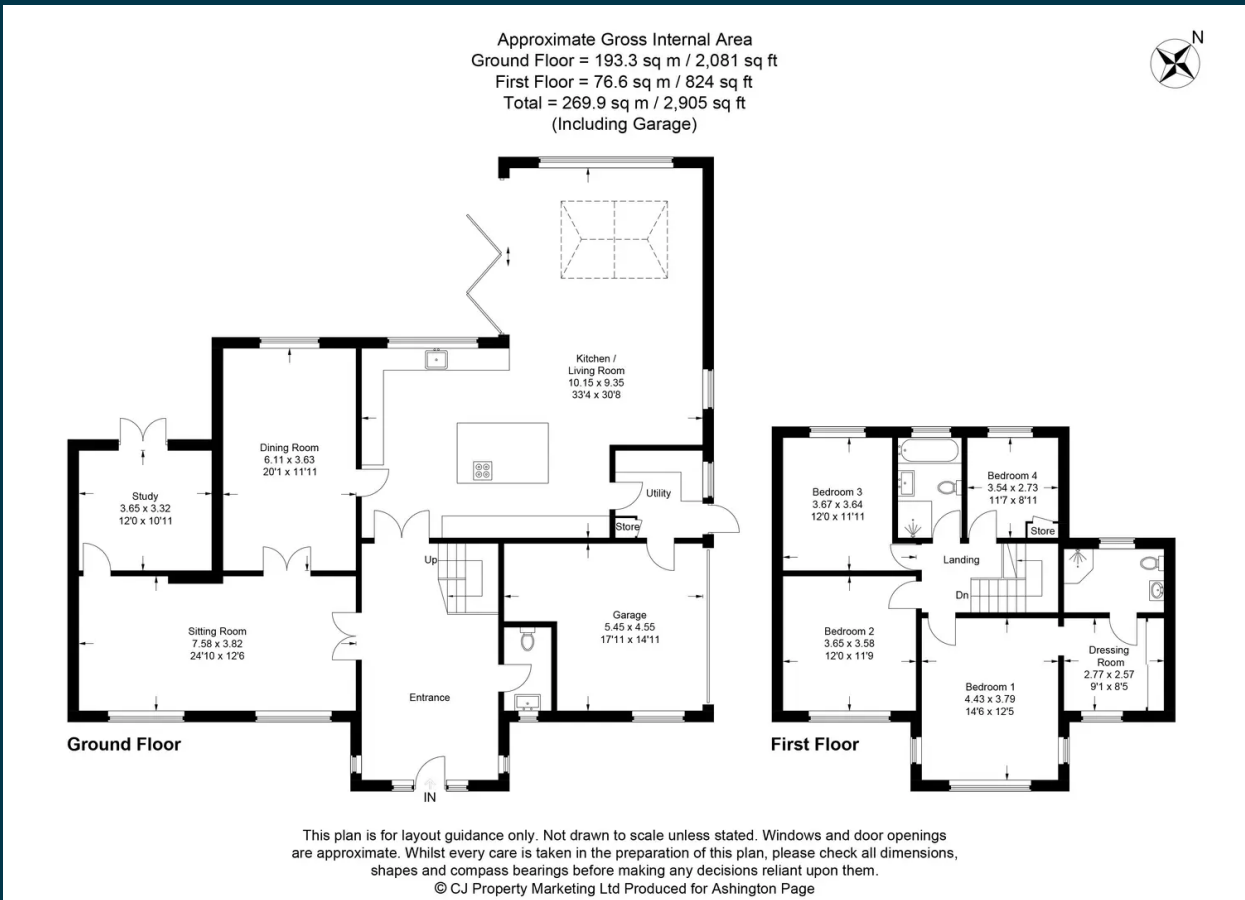 Approximate Gross Internal Area
Ground Floor = 193.3 sq m / 2,081 sq ft
First Floor = 76.6 sq m / 824 sq ft
Total = 269.9 sq m / 2,905 sq ft
(Including Garage)
N
Kitchen /
Living Room
10.15 x 9.35
33'4 x 30'8
Dining Room
6.11 x 3.63
20'1 x 11'11
Study
3.65 x 3.32
12'0 x 10'11
Utility
Store
Up
Garage
5.45 x 4.55
17'11 x 14'11
Sitting Room
7.58 x 3.82
24'10 x 12'6
Entrance
IN
Ground Floor
Bedroom 3
3.67 x 3.64
12'0 x 11'11
Bedroom 4
3.54 x 2.73
11'7 x 8'11
Store
Landing
Dn
Bedroom 2
3.65 x 3.58
12'0 x 11'9
Dressing
Room
2.77 x 2.57
9'1 x 8'5
Bedroom 1
4.43 x 3.79
14'6 x 12'5
First Floor
This plan is for layout guidance only. Not drawn to scale unless stated. Windows and door openings
are approximate. Whilst every care is taken in the preparation of this plan, please check all dimensions,
shapes and compass bearings before making any decisions reliant upon them.
© CJ Property Marketing Ltd Produced for Ashington Page